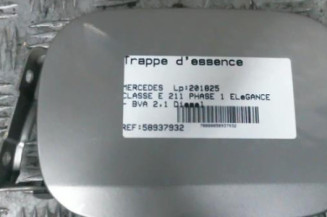 Trappe d'essence
MERCEDES Lp:201825
CLASSE E 211 PHASE 1 ELeGANCE
- BVA 2.1 Diesel
REF:58937932